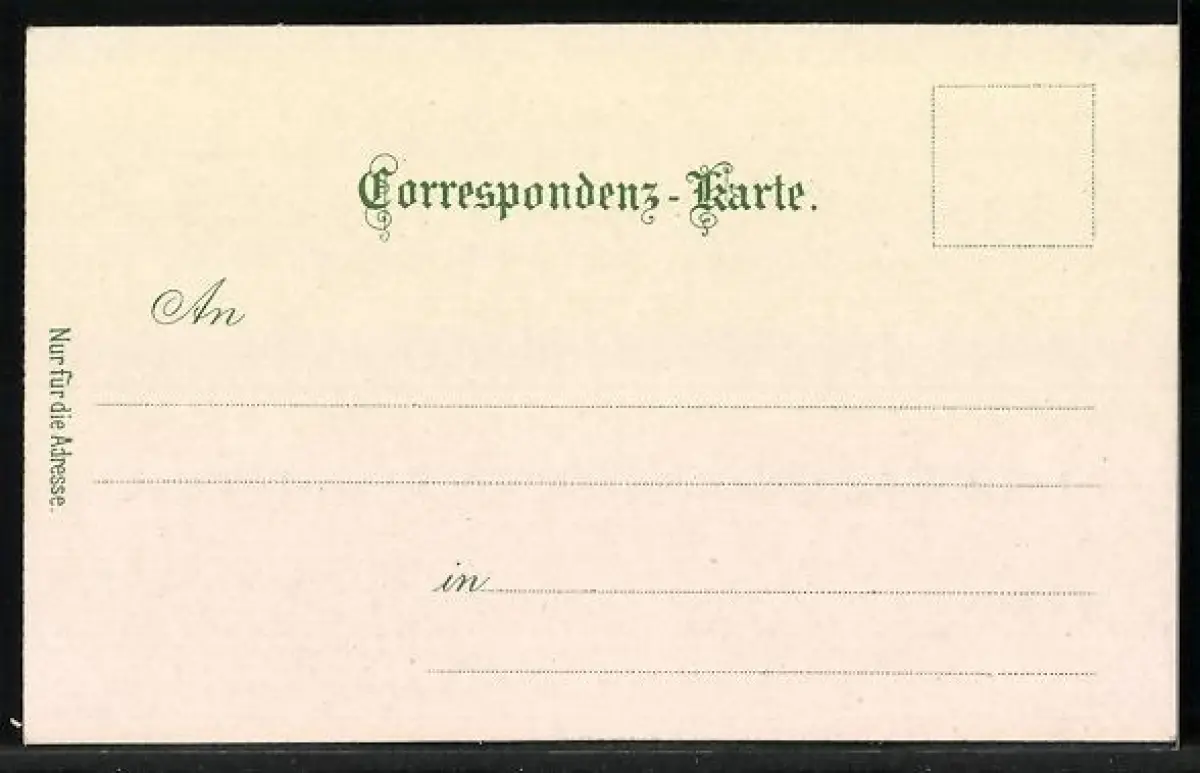 Correspondenz-Karte.
An
Nur für die Adresse.
in